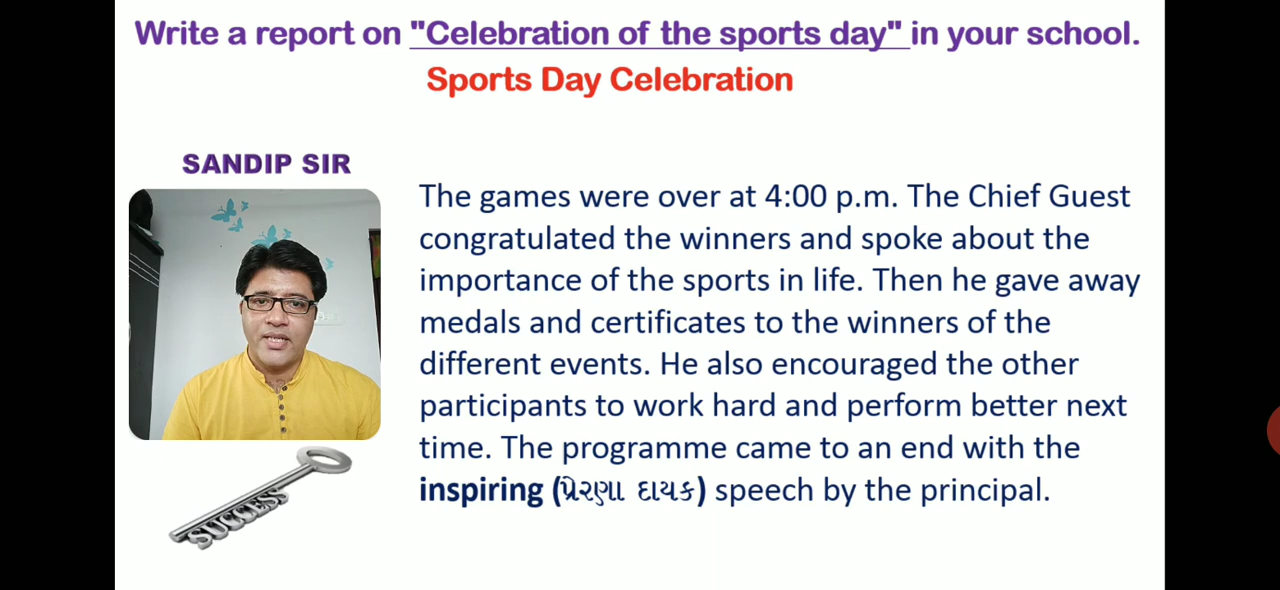 Write a report on "Celebration of the sports day" in your school.
Sports Day Celebration
SANDIP SIR
The games were over at 4:00 p.m. The Chief Guest
congratulated the winners and spoke about the
importance of the sports in life. Then he gave away
medals and certificates to the winners of the
different events. He also encouraged the other
participants to work hard and perform better next
time. The programme came to an end with the
inspiring (પ્રેરણા દાયક) speech by the principal.
SUCCESS